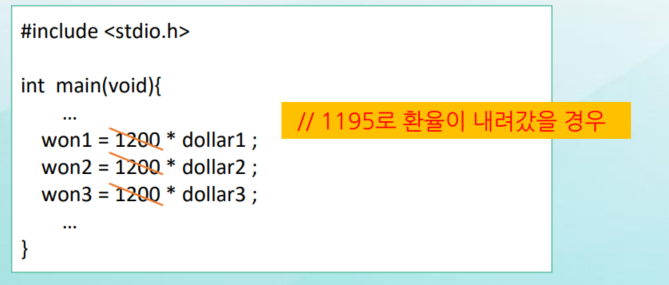 #include <stdio.h>
int main(void){
...
won1 = 1200 * dollar1 ;
// 1195로 환율이 내려갔을 경우
won2 = 1200 * dollar2 ;
won3 = 1200 * dollar3 ;
...
}